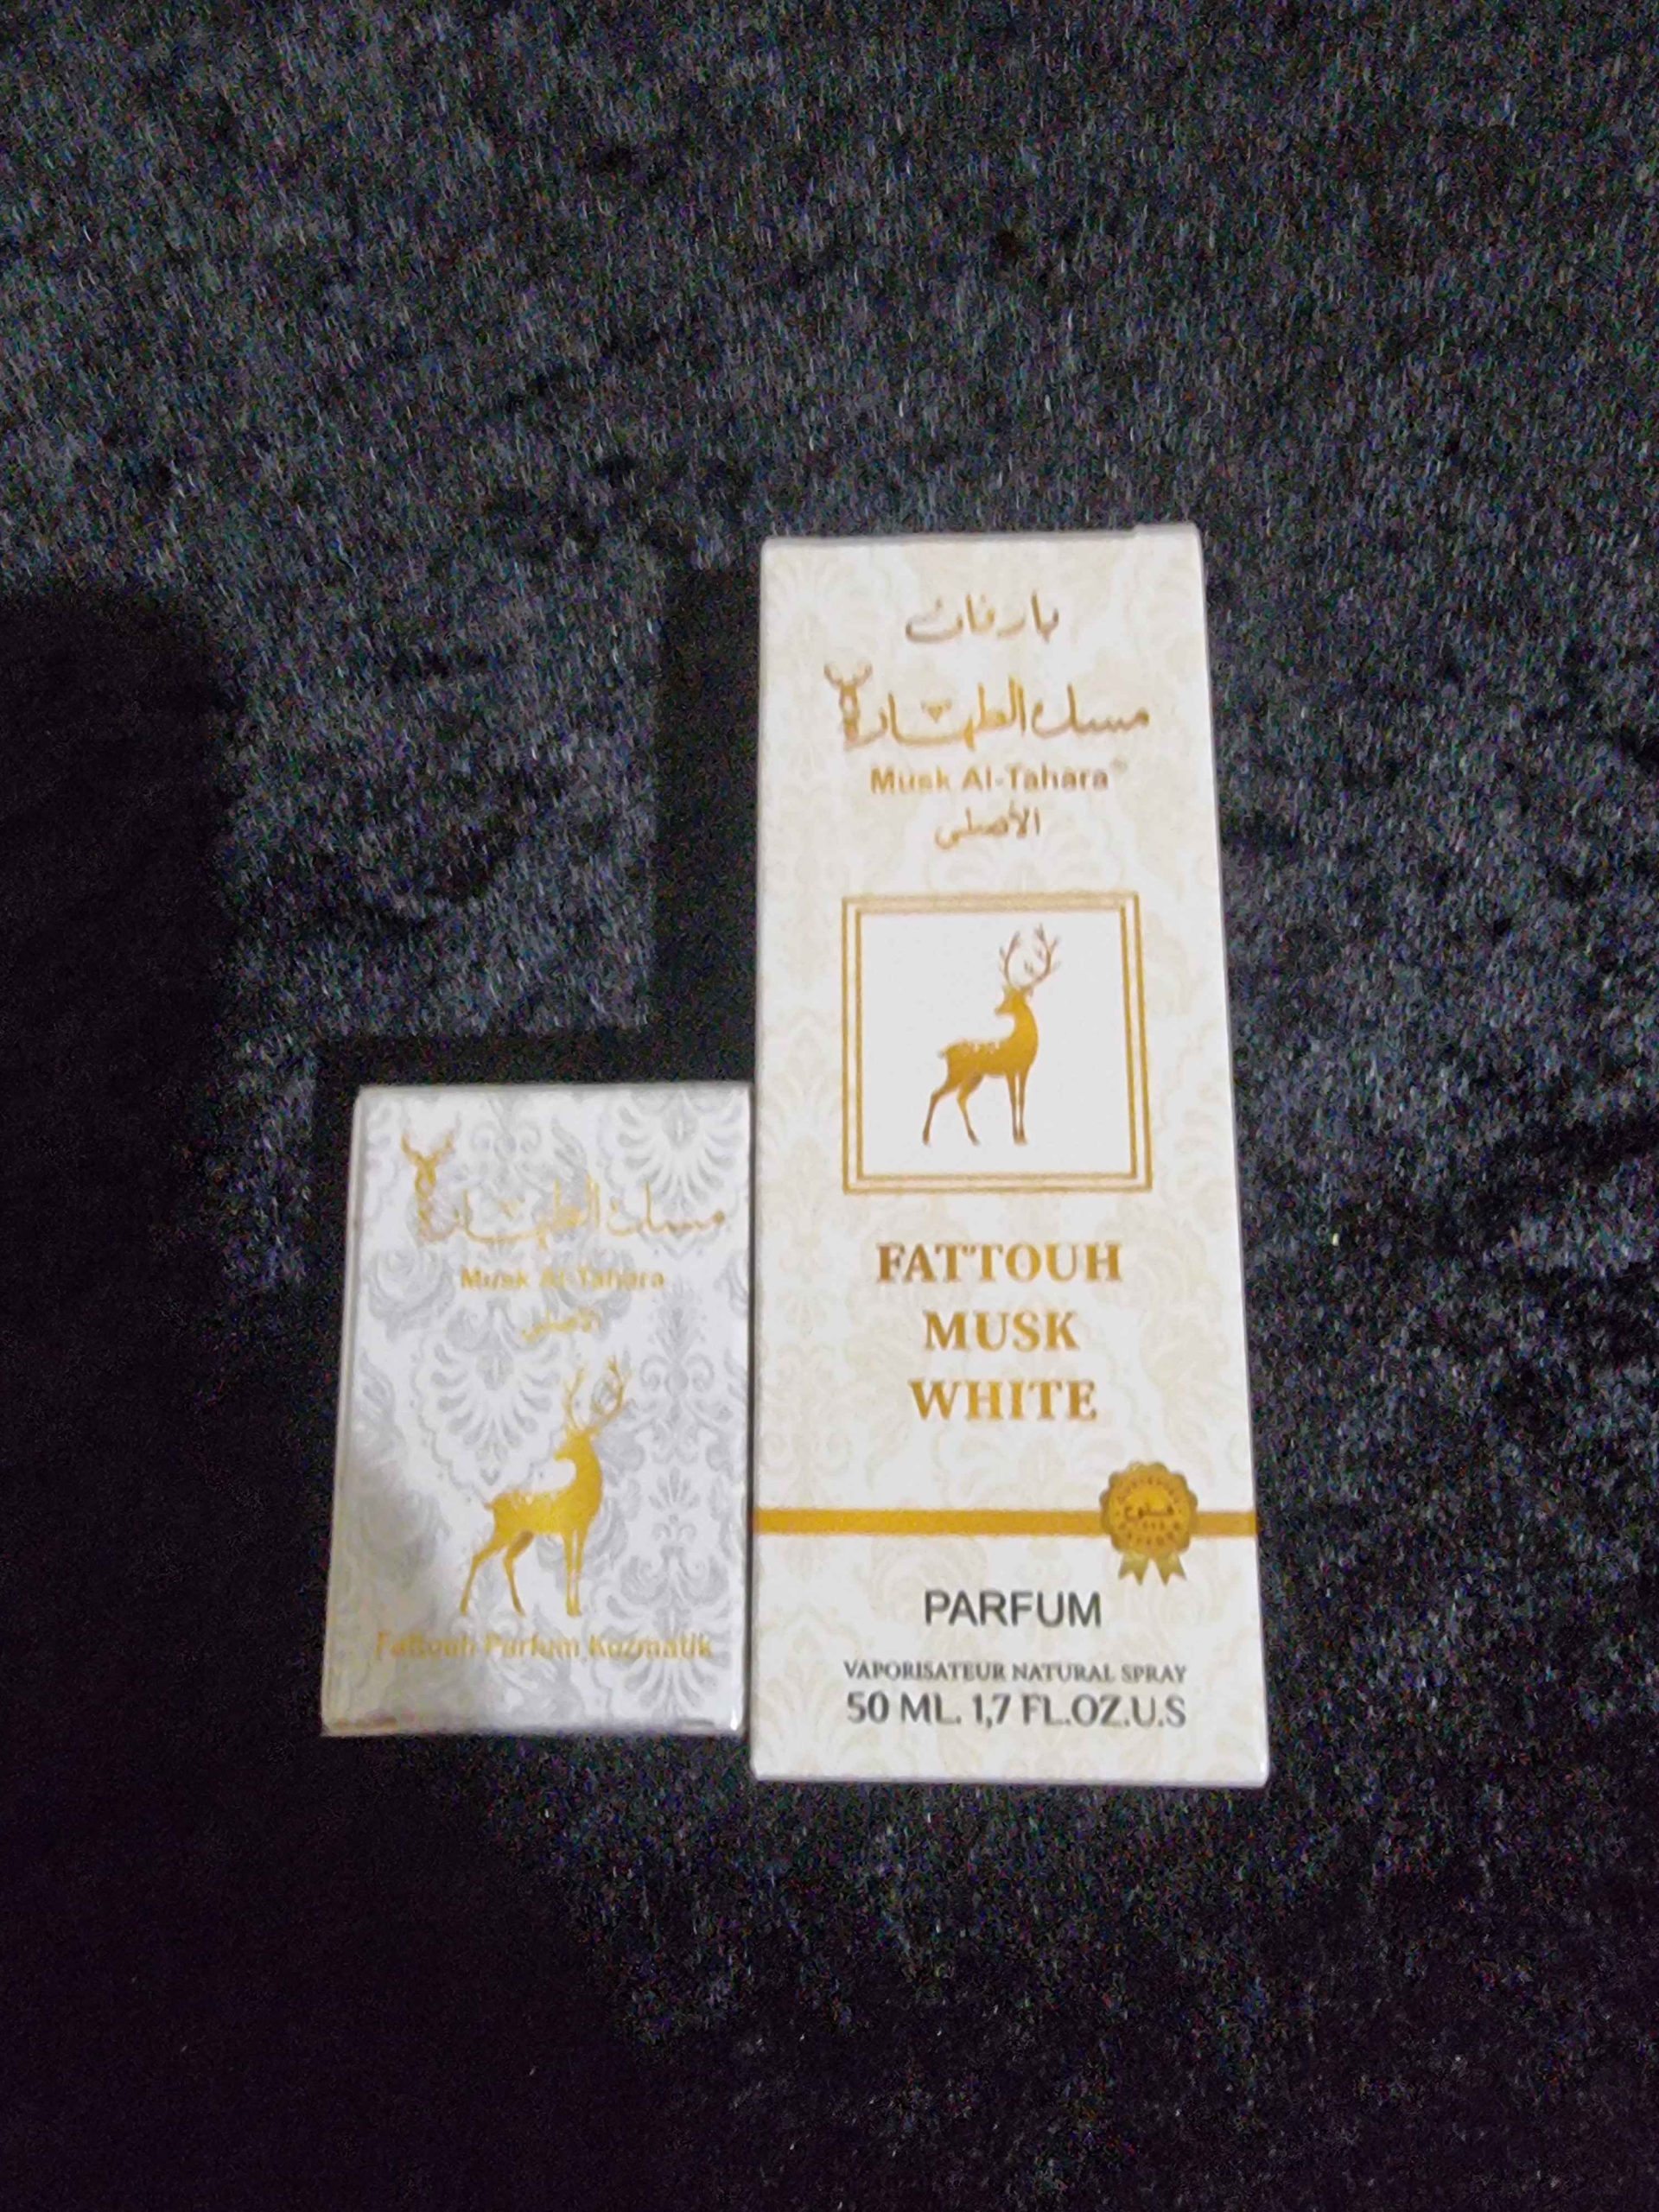 بارفان
مسك الطهارة
Musk Al-Tahara®
الأصلي
FATTOUH
MUSK
WHITE
فتوح
PARFUM
VAPORISATEUR NATURAL SPRAY
50 ML. 1,7 FL.OZ.U.S
مسك الطهارة
Musk Al-Tahara
الأصلي
Fattouh Parfum Kozmatik